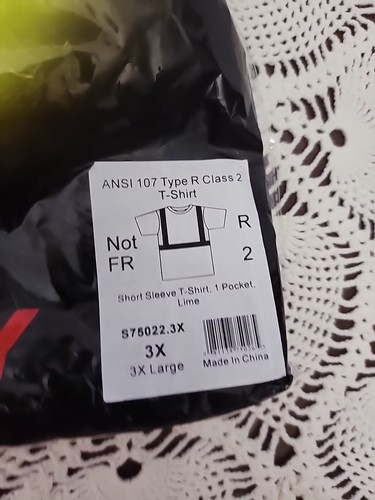 ANSI 107 Type R Class 2
T-Shirt
Not
FR
R
2
Short Sleeve T-Shirt, 1 Pocket,
Lime
S75022.3X
3X
3X Large
Made In China